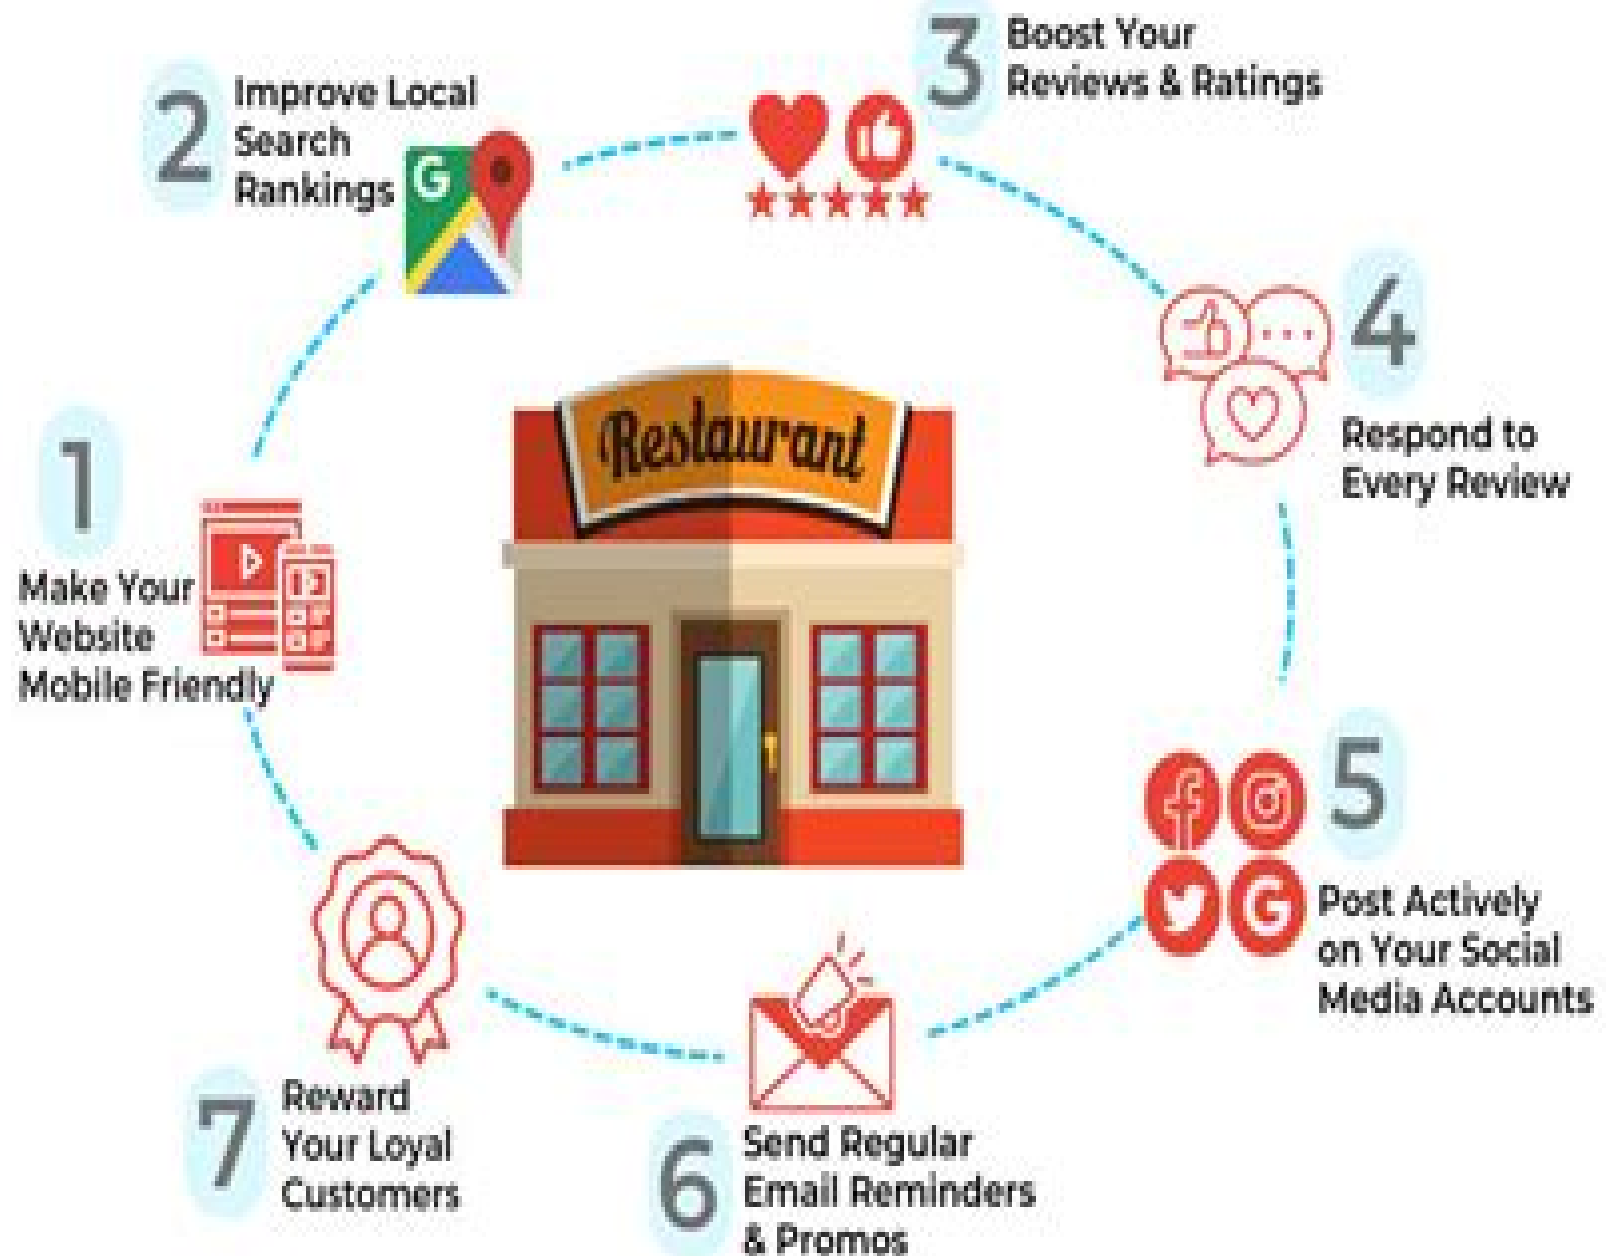 1
Make Your
Website
Mobile Friendly
2
Improve Local
Search
Rankings
G
3
Boost Your
Reviews & Ratings
4
Respond to
Every Review
5
Post Actively
on Your Social
Media Accounts
f
G
6
Send Regular
Email Reminders
& Promos
7
Reward
Your Loyal
Customers
Restaurant